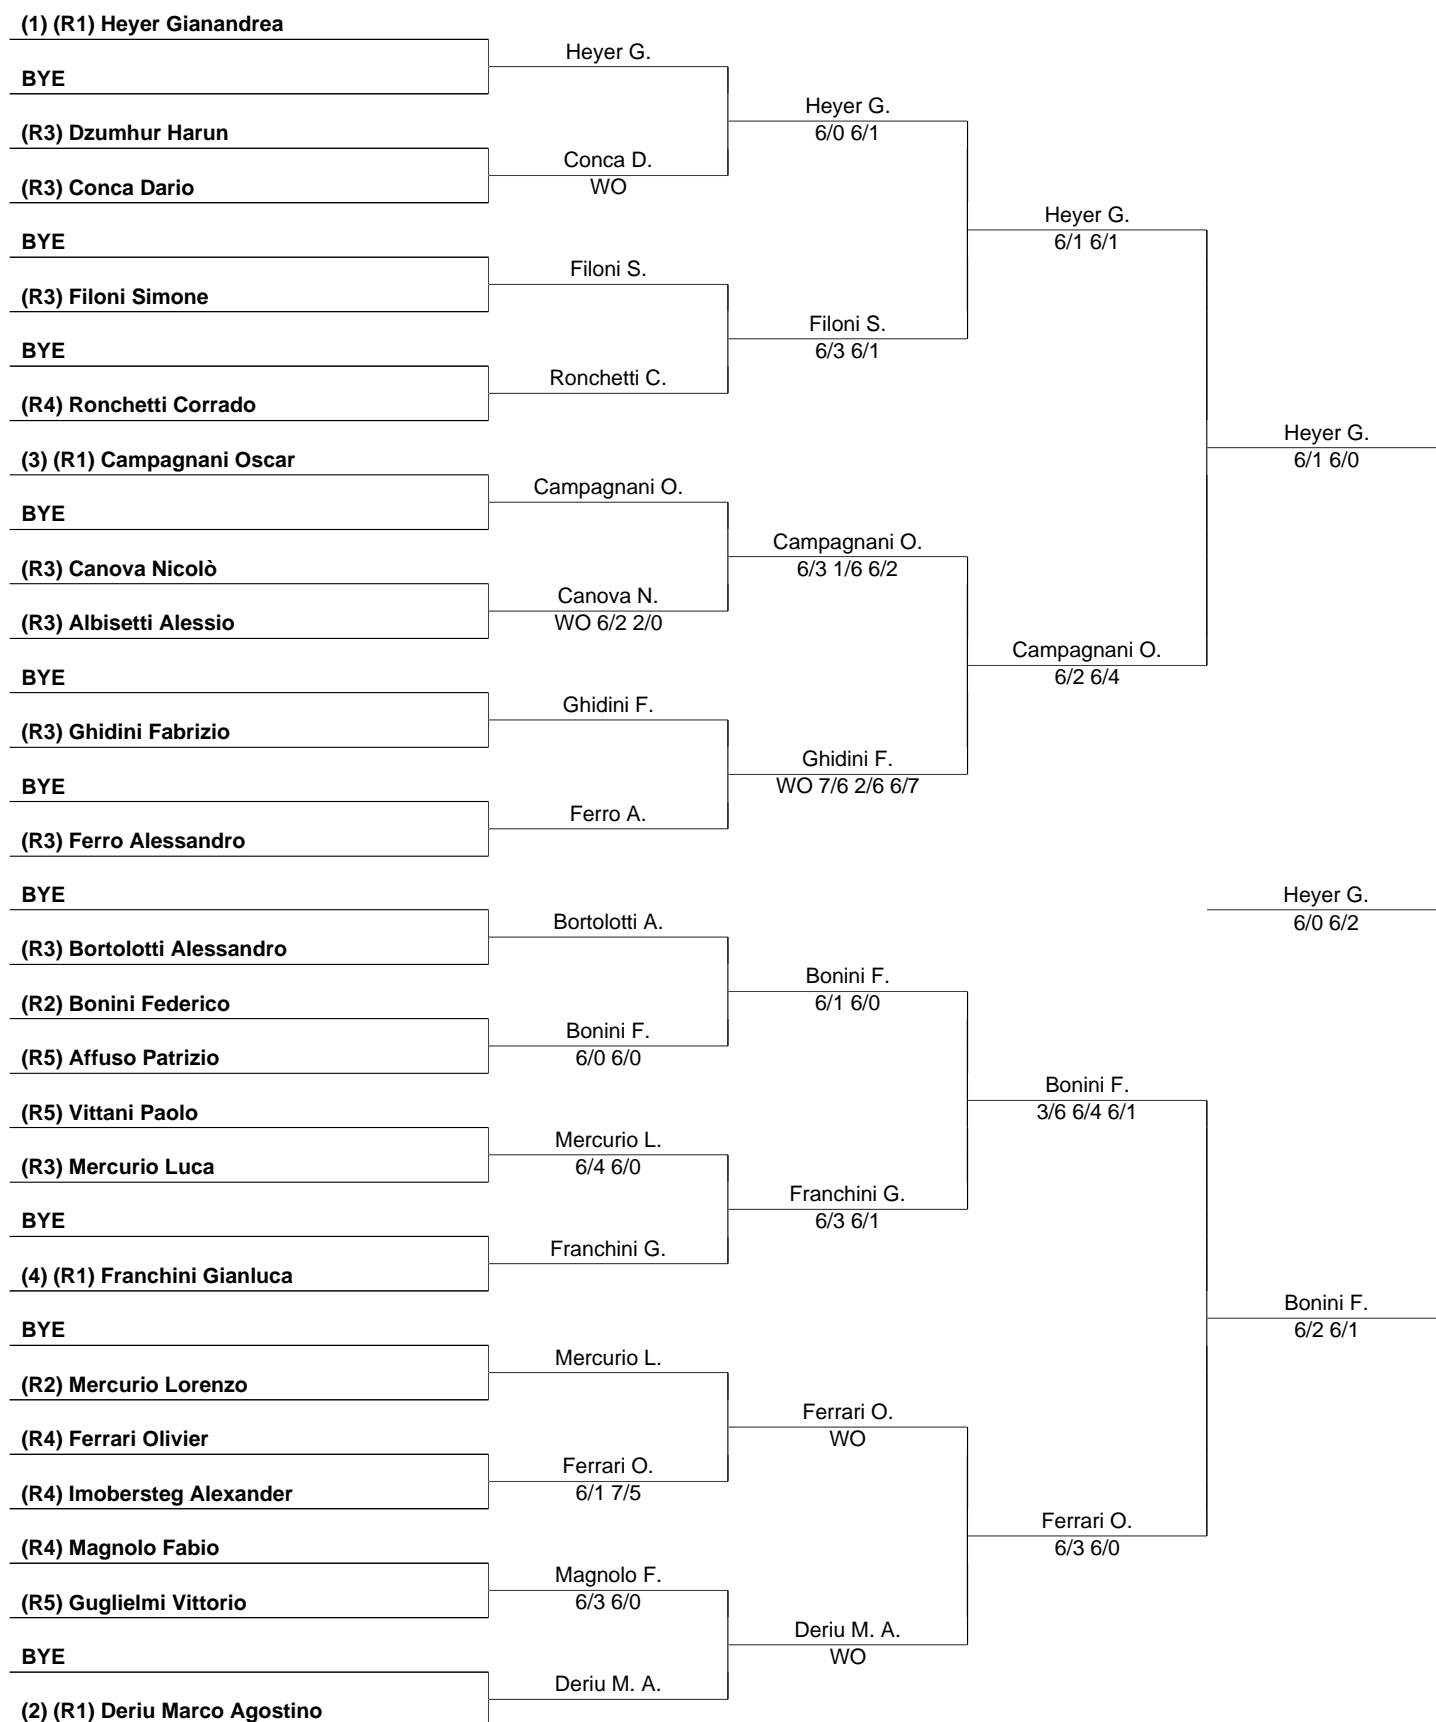 (1) (R1) Heyer Gianandrea
Heyer G.
BYE
Heyer G.
6/0 6/1
(R3) Dzumhur Harun
Conca D.
WO
(R3) Conca Dario
Heyer G.
6/1 6/1
BYE
Filoni S.
(R3) Filoni Simone
Filoni S.
6/3 6/1
BYE
Ronchetti C.
(R4) Ronchetti Corrado
Heyer G.
6/1 6/0
(3) (R1) Campagnani Oscar
Campagnani O.
BYE
Campagnani O.
6/3 1/6 6/2
(R3) Canova Nicolò
Canova N.
WO 6/2 2/0
(R3) Albisetti Alessio
Campagnani O.
6/2 6/4
BYE
Ghidini F.
(R3) Ghidini Fabrizio
Ghidini F.
WO 7/6 2/6 6/7
BYE
Ferro A.
(R3) Ferro Alessandro
BYE
Heyer G.
6/0 6/2
Bortolotti A.
(R3) Bortolotti Alessandro
Bonini F.
6/1 6/0
(R2) Bonini Federico
Bonini F.
6/0 6/0
(R5) Affuso Patrizio
Bonini F.
3/6 6/4 6/1
(R5) Vittani Paolo
Mercurio L.
6/4 6/0
(R3) Mercurio Luca
Franchini G.
6/3 6/1
BYE
Franchini G.
(4) (R1) Franchini Gianluca
Bonini F.
6/2 6/1
BYE
Mercurio L.
(R2) Mercurio Lorenzo
Ferrari O.
WO
(R4) Ferrari Olivier
Ferrari O.
6/1 7/5
(R4) Imobersteg Alexander
Ferrari O.
6/3 6/0
(R4) Magnolo Fabio
Magnolo F.
6/3 6/0
(R5) Guglielmi Vittorio
Deriu M. A.
WO
BYE
Deriu M. A.
(2) (R1) Deriu Marco Agostino